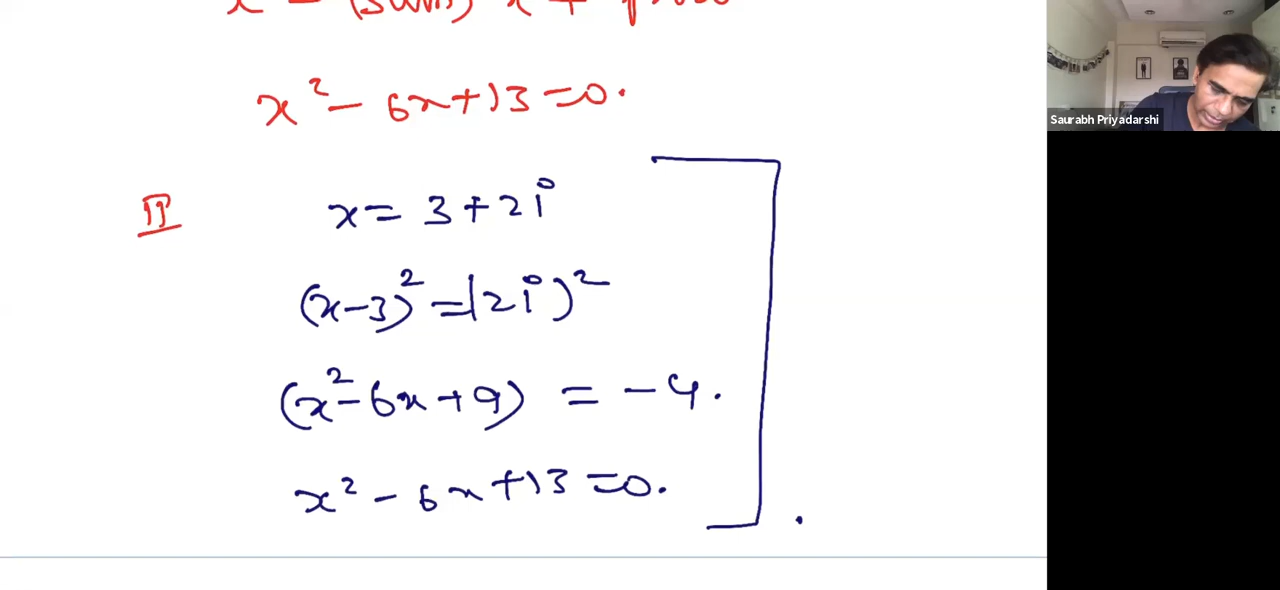 x² - 6x+13=0.
Saurabh Priyadarshi
II
x = 3+2i
(x-3)² =(2i)²
(x²-6x+9) = -4.
x² - 6x+13=0.